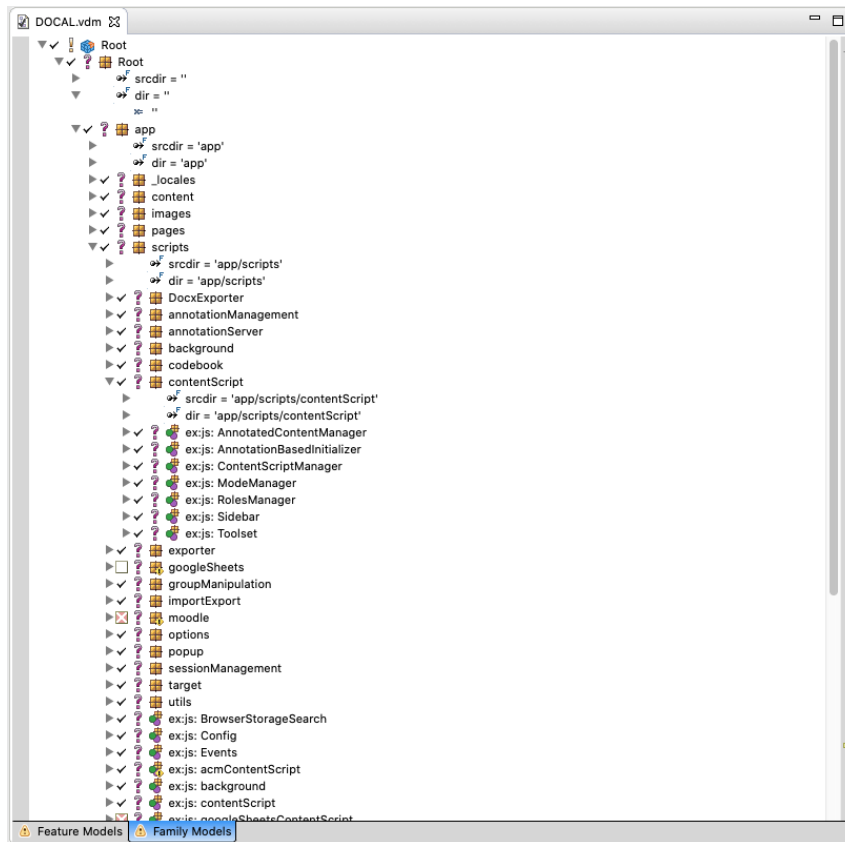 DOCAL.vdm
Root
Root
srcdir = ''
dir = ''
''
app
srcdir = 'app'
dir = 'app'
_locales
content
images
pages
scripts
srcdir = 'app/scripts'
dir = 'app/scripts'
DocxExporter
annotationManagement
annotationServer
background
codebook
contentScript
srcdir = 'app/scripts/contentScript'
dir = 'app/scripts/contentScript'
ex:js: AnnotatedContentManager
ex:js: AnnotationBasedInitializer
ex:js: ContentScriptManager
ex:js: ModeManager
ex:js: RolesManager
ex:js: Sidebar
ex:js: Toolset
exporter
googleSheets
groupManipulation
importExport
moodle
options
popup
sessionManagement
target
utils
ex:js: BrowserStorageSearch
ex:js: Config
ex:js: Events
ex:js: acmContentScript
ex:js: background
ex:js: contentScript
ex:js: googleSheetsContentScript
Feature Models Family Models